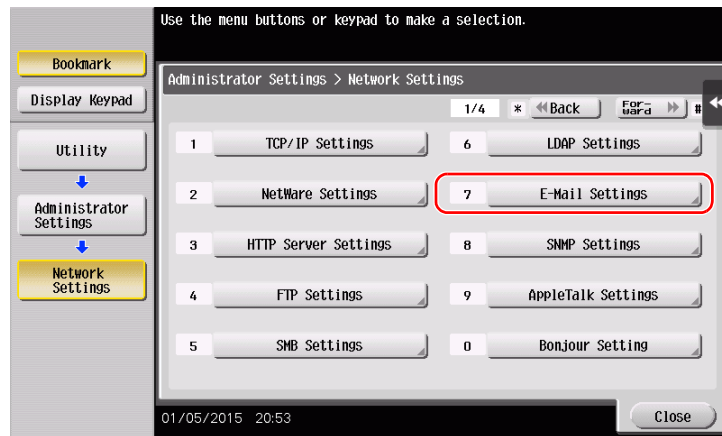 Use the menu buttons or keypad to make a selection.
Bookmark
Display Keypad
Utility
Administrator
Settings
Network
Settings
Administrator Settings > Network Settings
1/4 * Back For-
ward #
1 TCP/IP Settings
6 LDAP Settings
2 NetWare Settings
7 E-Mail Settings
3 HTTP Server Settings
8 SNMP Settings
4 FTP Settings
9 AppleTalk Settings
5 SMB Settings
0 Bonjour Setting
01/05/2015 20:53
Close